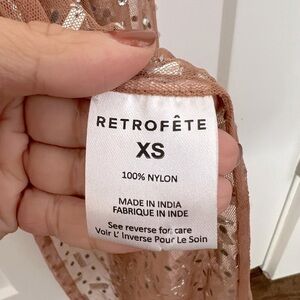 RETROFÊTE
XS
100% NYLON
MADE IN INDIA
FABRIQUE IN INDE
See reverse for care
Voir L' Inverse Pour Le Soin